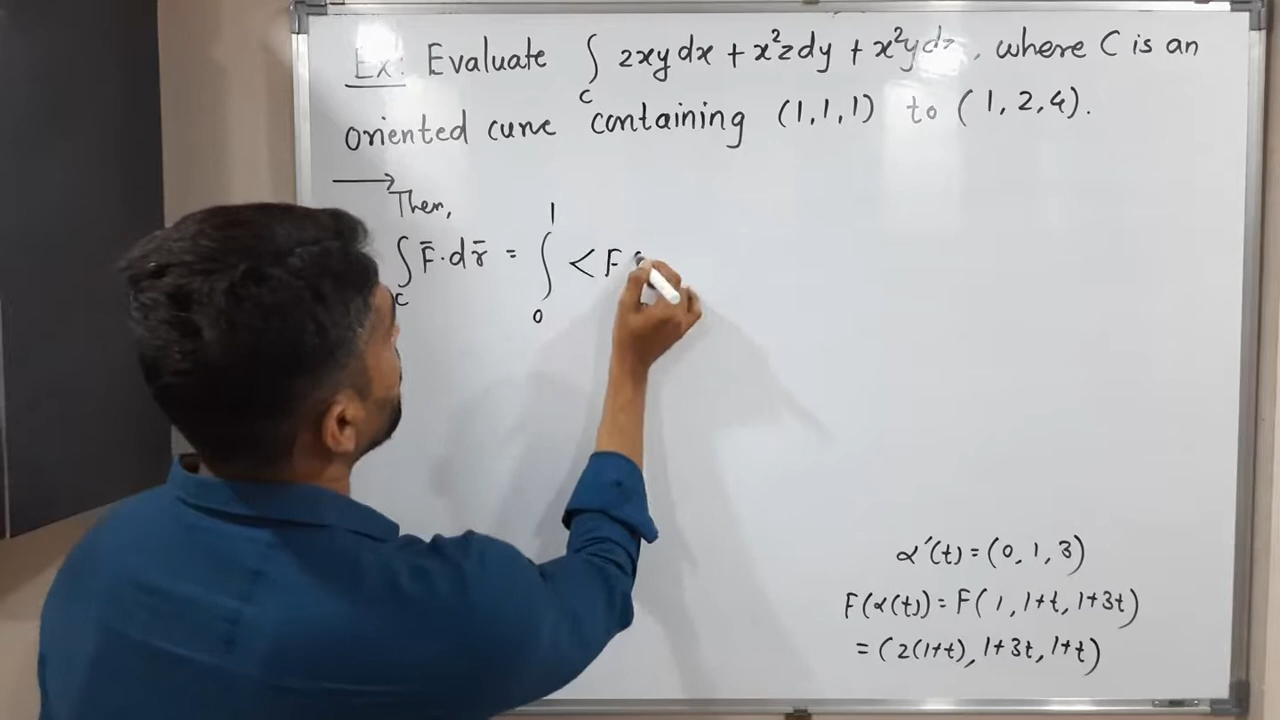 Ex: Evaluate ∫_C 2xy dx + x²z dy + x²y dz, where C is an
oriented curve containing (1,1,1) to (1,2,4).
→
Then,
∫_C F̄·dr̄ = ∫_0^1 < F
α′(t) = (0, 1, 3)
F(α(t)) = F(1, 1+t, 1+3t)
= (2(1+t), 1+3t, 1+t)